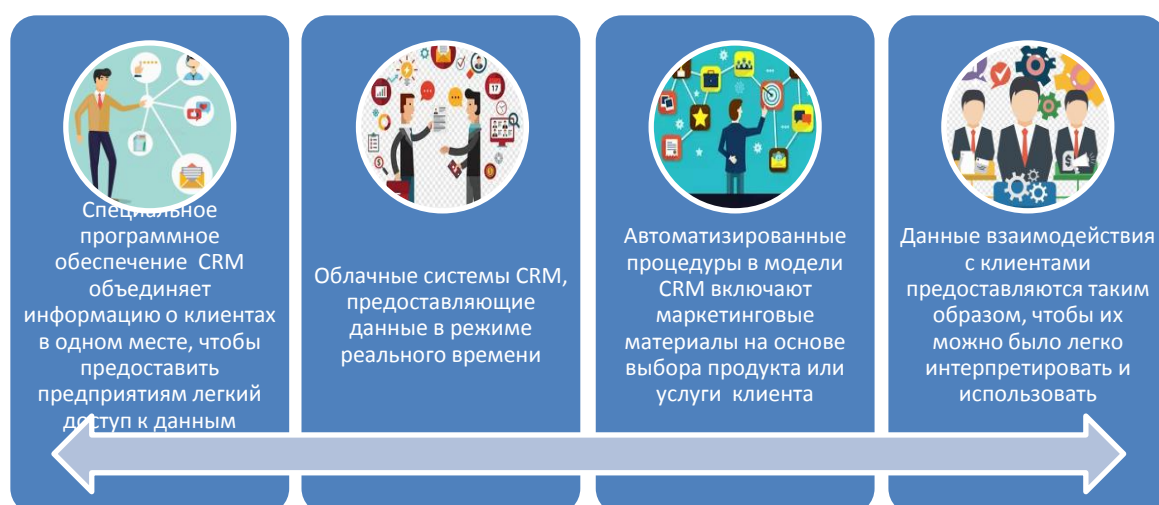 Специальное
программное
обеспечение CRM
объединяет
информацию о клиентах
в одном месте, чтобы
предоставить
предприятиям легкий
доступ к данным
Облачные системы CRM,
предоставляющие
данные в режиме
реального времени
Автоматизированные
процедуры в модели
CRM включают
маркетинговые
материалы на основе
выбора продукта или
услуги клиента
Данные взаимодействия
с клиентами
предоставляются таким
образом, чтобы их
можно было легко
интерпретировать и
использовать
17
$